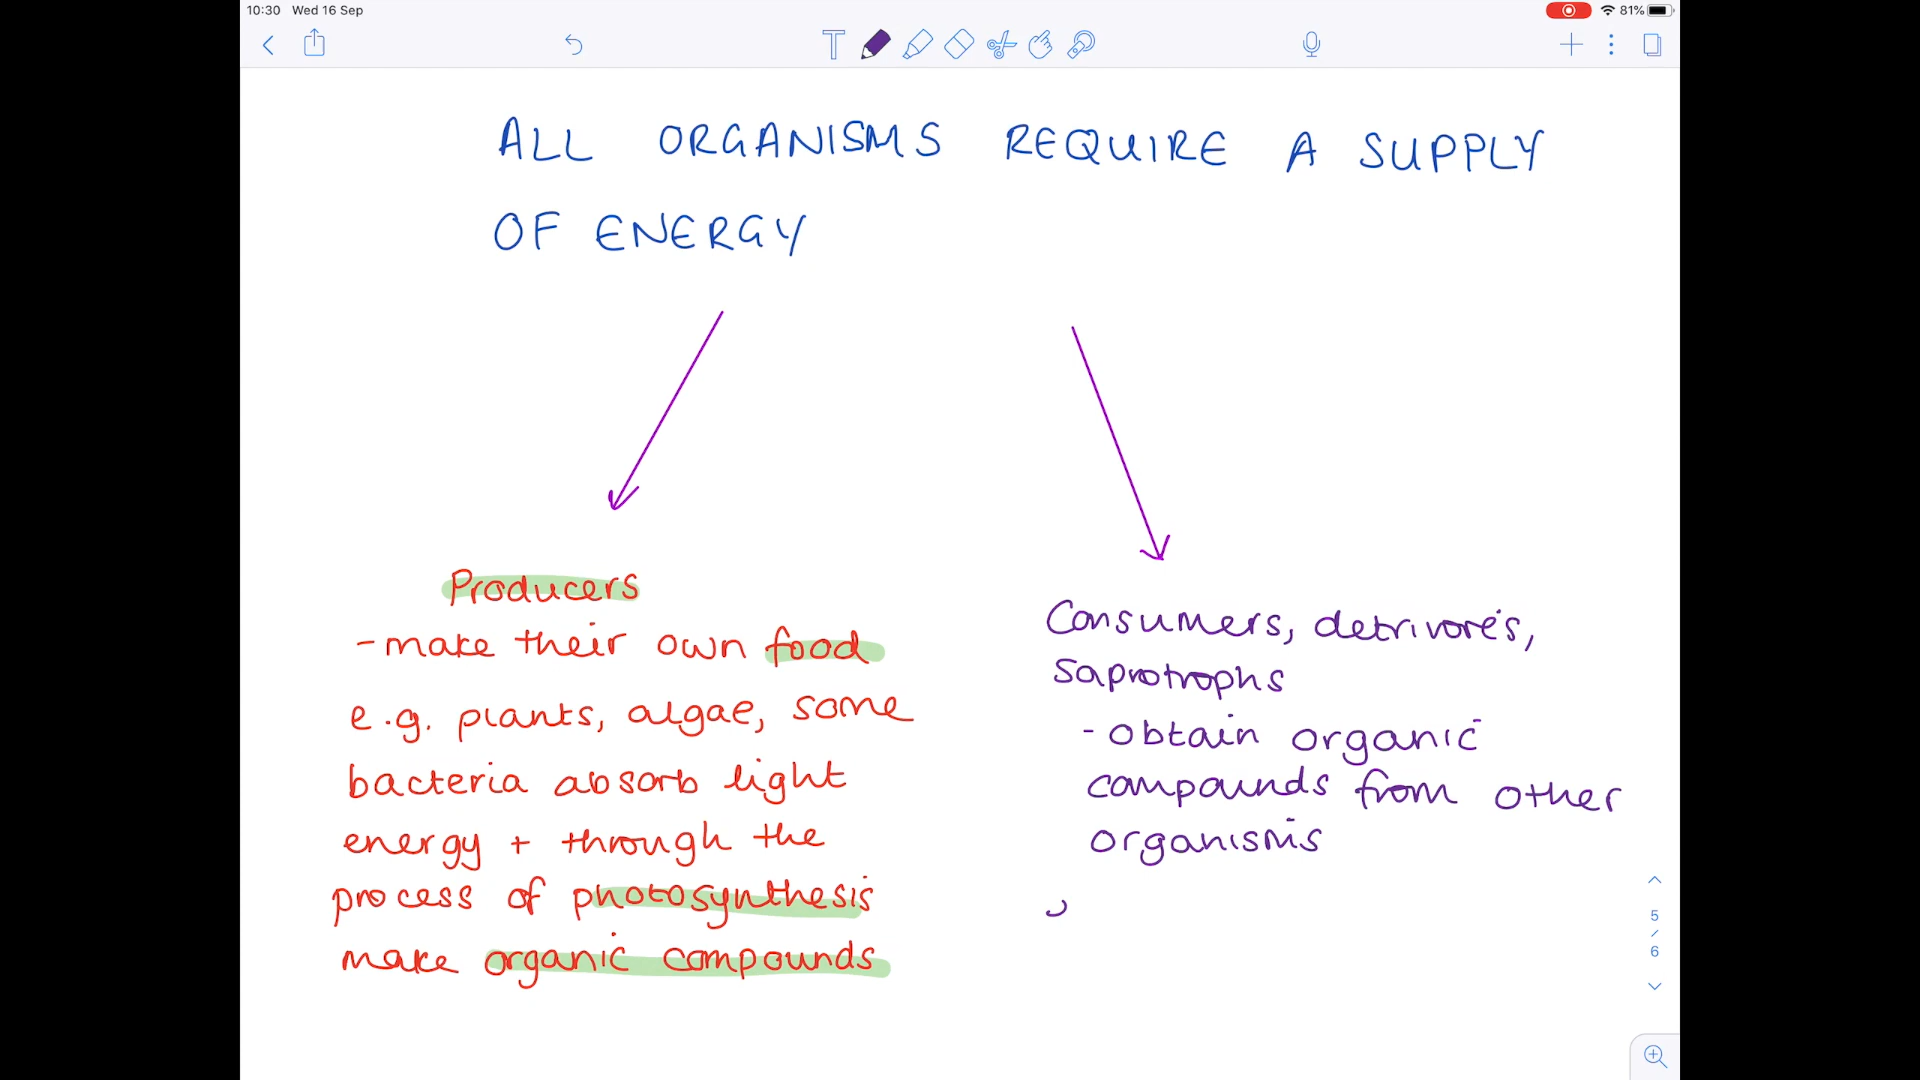 10:30 Wed 16 Sep
81%
T
ALL ORGANISMS REQUIRE A SUPPLY
OF ENERGY
Producers
- make their own food
e.g. plants, algae, some
bacteria absorb light
energy + through the
process of photosynthesis
make organic compounds
Consumers, detrivores,
saprotrophs
- obtain organic
compounds from other
organisms
5
/
6